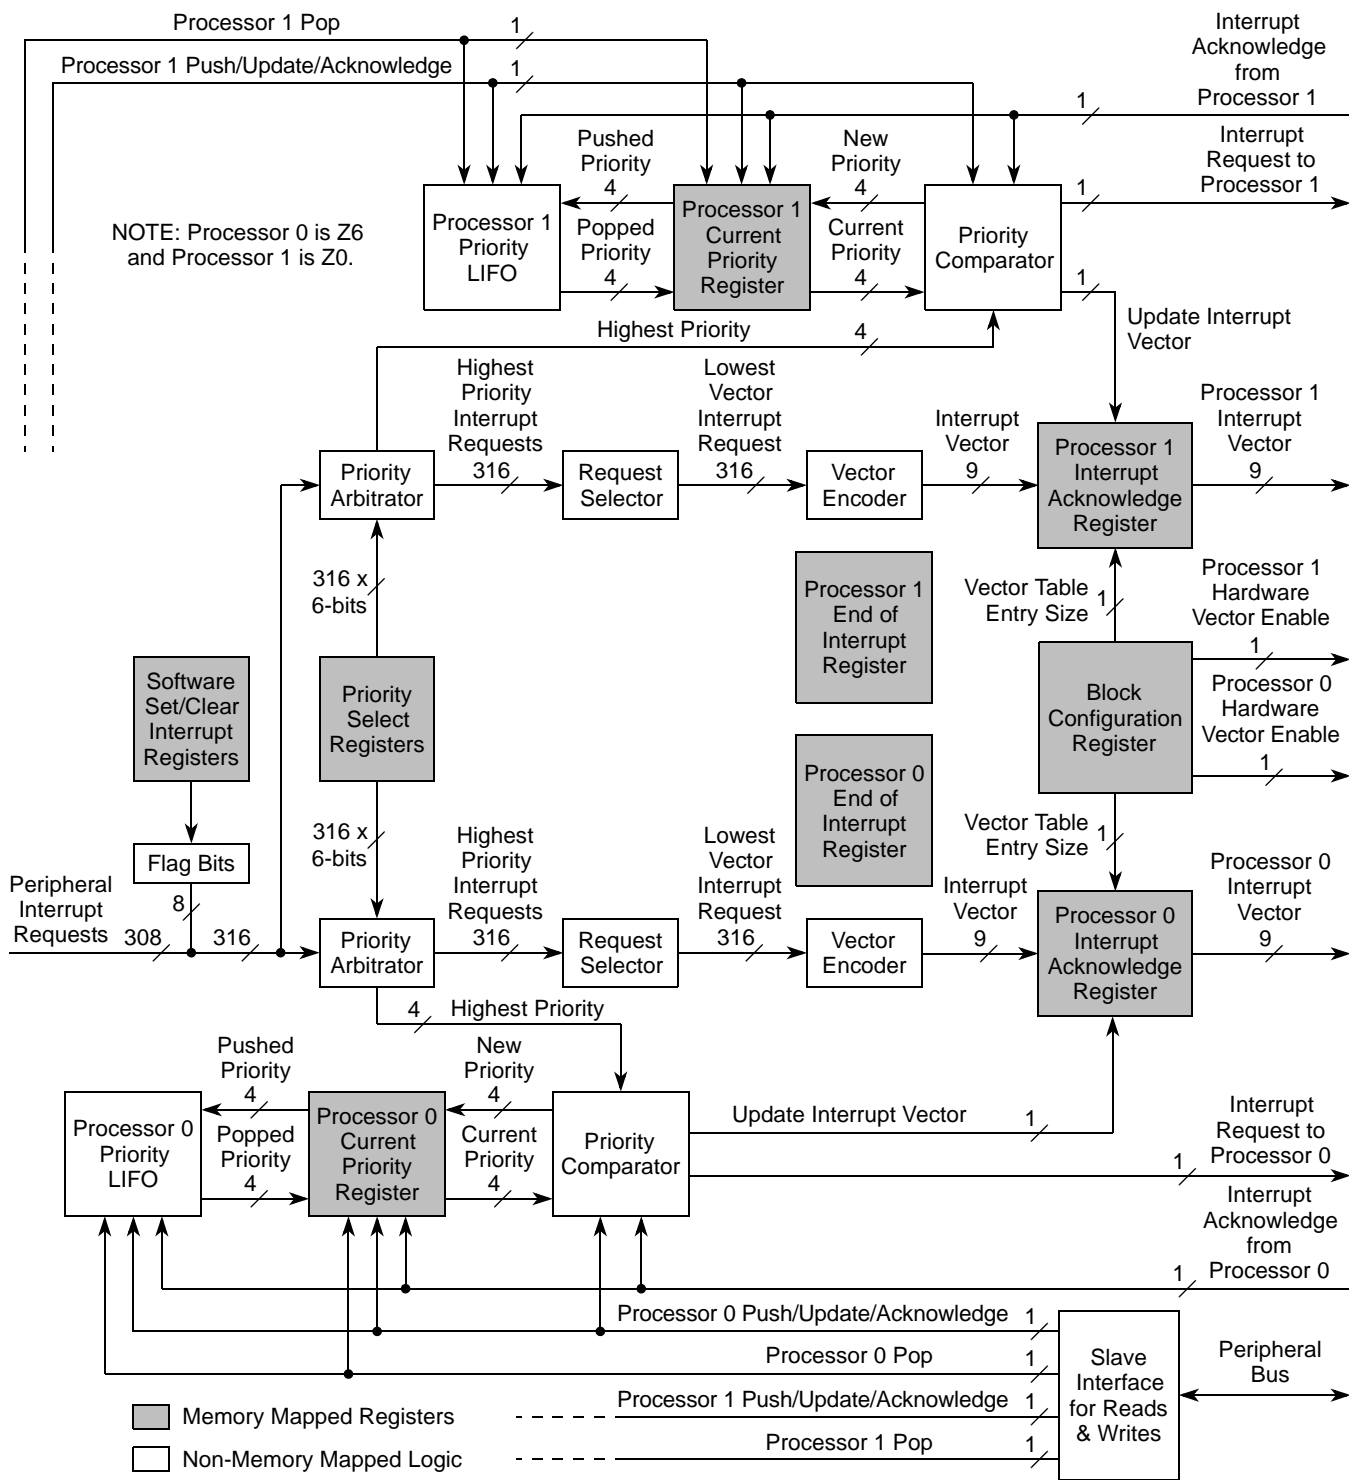 Processor 1 Pop
1
Interrupt
Acknowledge
from
Processor 1
Processor 1 Push/Update/Acknowledge
1
1
Pushed
Priority
4
New
Priority
4
Interrupt
Request to
Processor 1
1
NOTE: Processor 0 is Z6
and Processor 1 is Z0.
Processor 1
Priority
LIFO
Popped
Priority
4
Processor 1
Current
Priority
Register
Current
Priority
4
Priority
Comparator
1
Update Interrupt
Vector
Highest Priority
4
Highest
Priority
Interrupt
Requests
316
Lowest
Vector
Interrupt
Request
316
Interrupt
Vector
9
Processor 1
Interrupt
Vector
9
Priority
Arbitrator
Request
Selector
Vector
Encoder
Processor 1
Interrupt
Acknowledge
Register
316 x
6-bits
Processor 1
End of
Interrupt
Register
Vector Table
Entry Size
1
Processor 1
Hardware
Vector Enable
1
Software
Set/Clear
Interrupt
Registers
Priority
Select
Registers
Block
Configuration
Register
Processor 0
Hardware
Vector Enable
1
Processor 0
End of
Interrupt
Register
316 x
6-bits
Vector Table
Entry Size
1
Flag Bits
8
Peripheral
Interrupt
Requests
308
316
Highest
Priority
Interrupt
Requests
316
Lowest
Vector
Interrupt
Request
316
Interrupt
Vector
9
Processor 0
Interrupt
Vector
9
Priority
Arbitrator
Request
Selector
Vector
Encoder
Processor 0
Interrupt
Acknowledge
Register
4
Highest Priority
Pushed
Priority
4
New
Priority
4
Processor 0
Priority
LIFO
Popped
Priority
4
Processor 0
Current
Priority
Register
Current
Priority
4
Priority
Comparator
Update Interrupt Vector
1
Interrupt
Request to
Processor 0
1
Interrupt
Acknowledge
from
Processor 0
1
Processor 0 Push/Update/Acknowledge
1
Processor 0 Pop
1
Slave
Interface
for Reads
& Writes
Peripheral
Bus
Memory Mapped Registers
Processor 1 Push/Update/Acknowledge
1
Non-Memory Mapped Logic
Processor 1 Pop
1